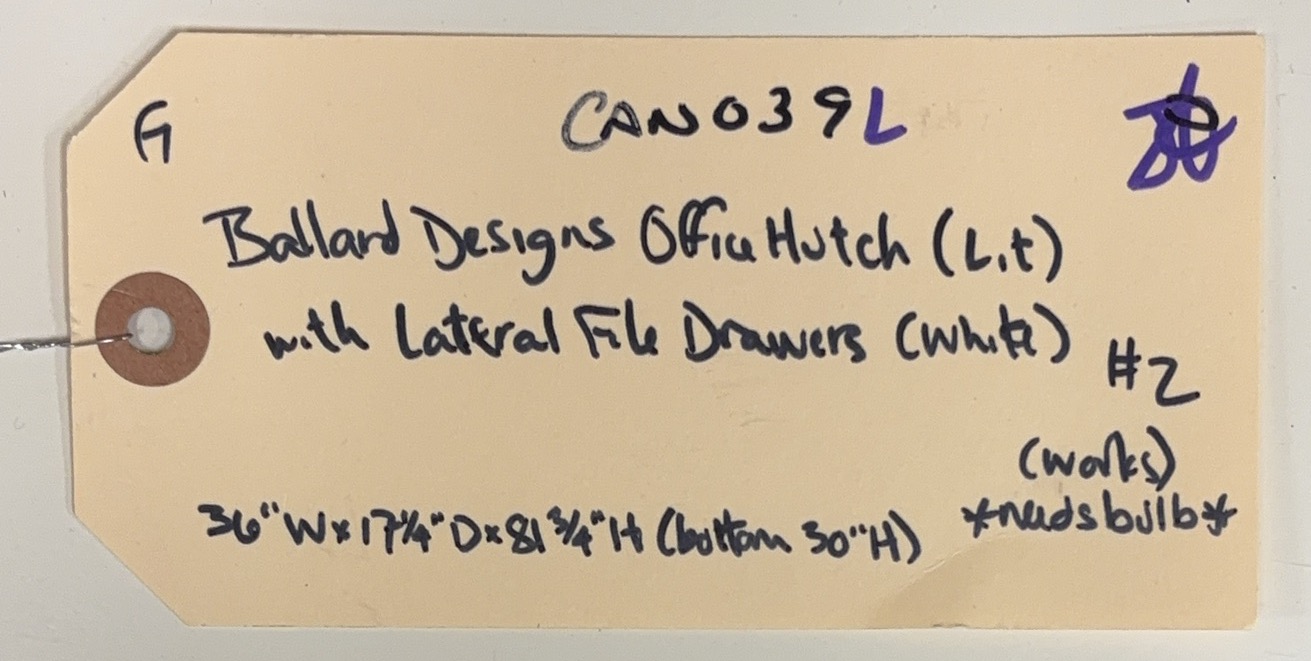 G
CAN039L
Ballard Designs Office Hutch (Lit)
with Lateral File Drawers (White)
#2
(works)
*needs bulb*
36"W x 17¼"D x 81¾"H (bottom 30"H)